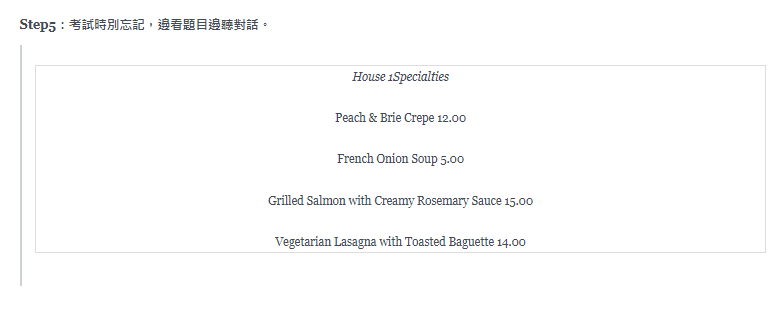 Step5：考試時別忘記，邊看題目邊聽對話。
House 1Specialties
Peach & Brie Crepe 12.00
French Onion Soup 5.00
Grilled Salmon with Creamy Rosemary Sauce 15.00
Vegetarian Lasagna with Toasted Baguette 14.00